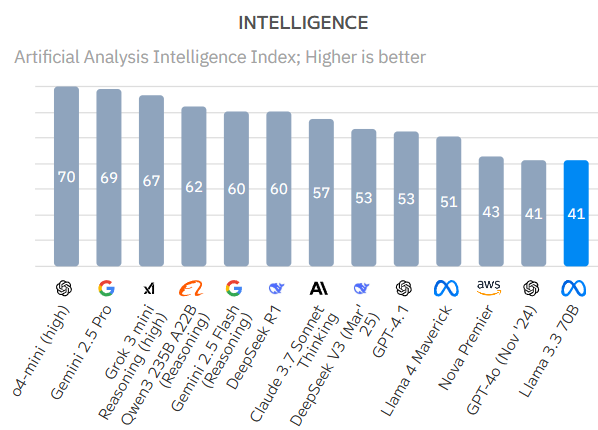 INTELLIGENCE
Artificial Analysis Intelligence Index; Higher is better
70
69
67
62
60
60
57
53
53
51
43
41
41
aws
o4-mini (high)
Gemini 2.5 Pro
Grok 3 mini
Reasoning (high)
Qwen3 235B A22B
(Reasoning)
Gemini 2.5 Flash
(Reasoning)
DeepSeek R1
Claude 3.7 Sonnet
Thinking
DeepSeek V3 (Mar'
25)
GPT-4.1
Llama 4 Maverick
Nova Premier
GPT-4o (Nov '24)
Llama 3.3 70B